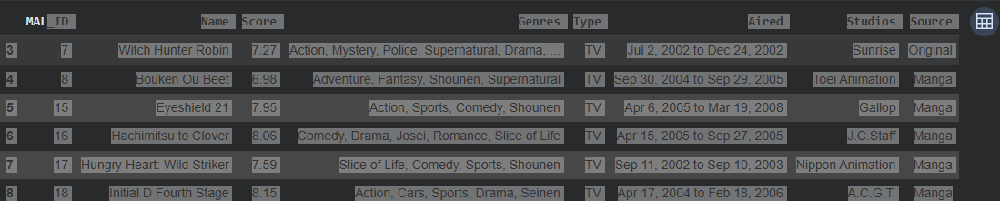 MAL_ID Name Score Genres Type Aired Studios Source
3 7 Witch Hunter Robin 7.27 Action, Mystery, Police, Supernatural, Drama, ... TV Jul 2, 2002 to Dec 24, 2002 Sunrise Original
4 8 Bouken Ou Beet 6.98 Adventure, Fantasy, Shounen, Supernatural TV Sep 30, 2004 to Sep 29, 2005 Toei Animation Manga
5 15 Eyeshield 21 7.95 Action, Sports, Comedy, Shounen TV Apr 6, 2005 to Mar 19, 2008 Gallop Manga
6 16 Hachimitsu to Clover 8.06 Comedy, Drama, Josei, Romance, Slice of Life TV Apr 15, 2005 to Sep 27, 2005 J.C.Staff Manga
7 17 Hungry Heart: Wild Striker 7.59 Slice of Life, Comedy, Sports, Shounen TV Sep 11, 2002 to Sep 10, 2003 Nippon Animation Manga
8 18 Initial D Fourth Stage 8.15 Action, Cars, Sports, Drama, Seinen TV Apr 17, 2004 to Feb 18, 2006 A.C.G.T. Manga